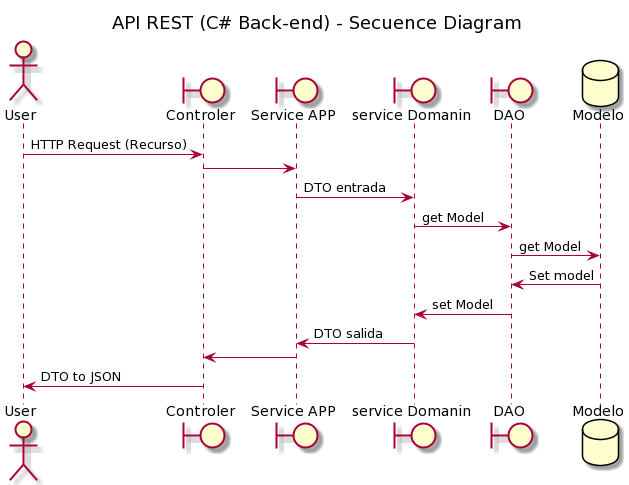 API REST (C# Back-end) - Secuence Diagram
User
Controler
Service APP
service Domanin
DAO
Modelo
HTTP Request (Recurso)
DTO entrada
get Model
get Model
Set model
set Model
DTO salida
DTO to JSON
User
Controler
Service APP
service Domanin
DAO
Modelo